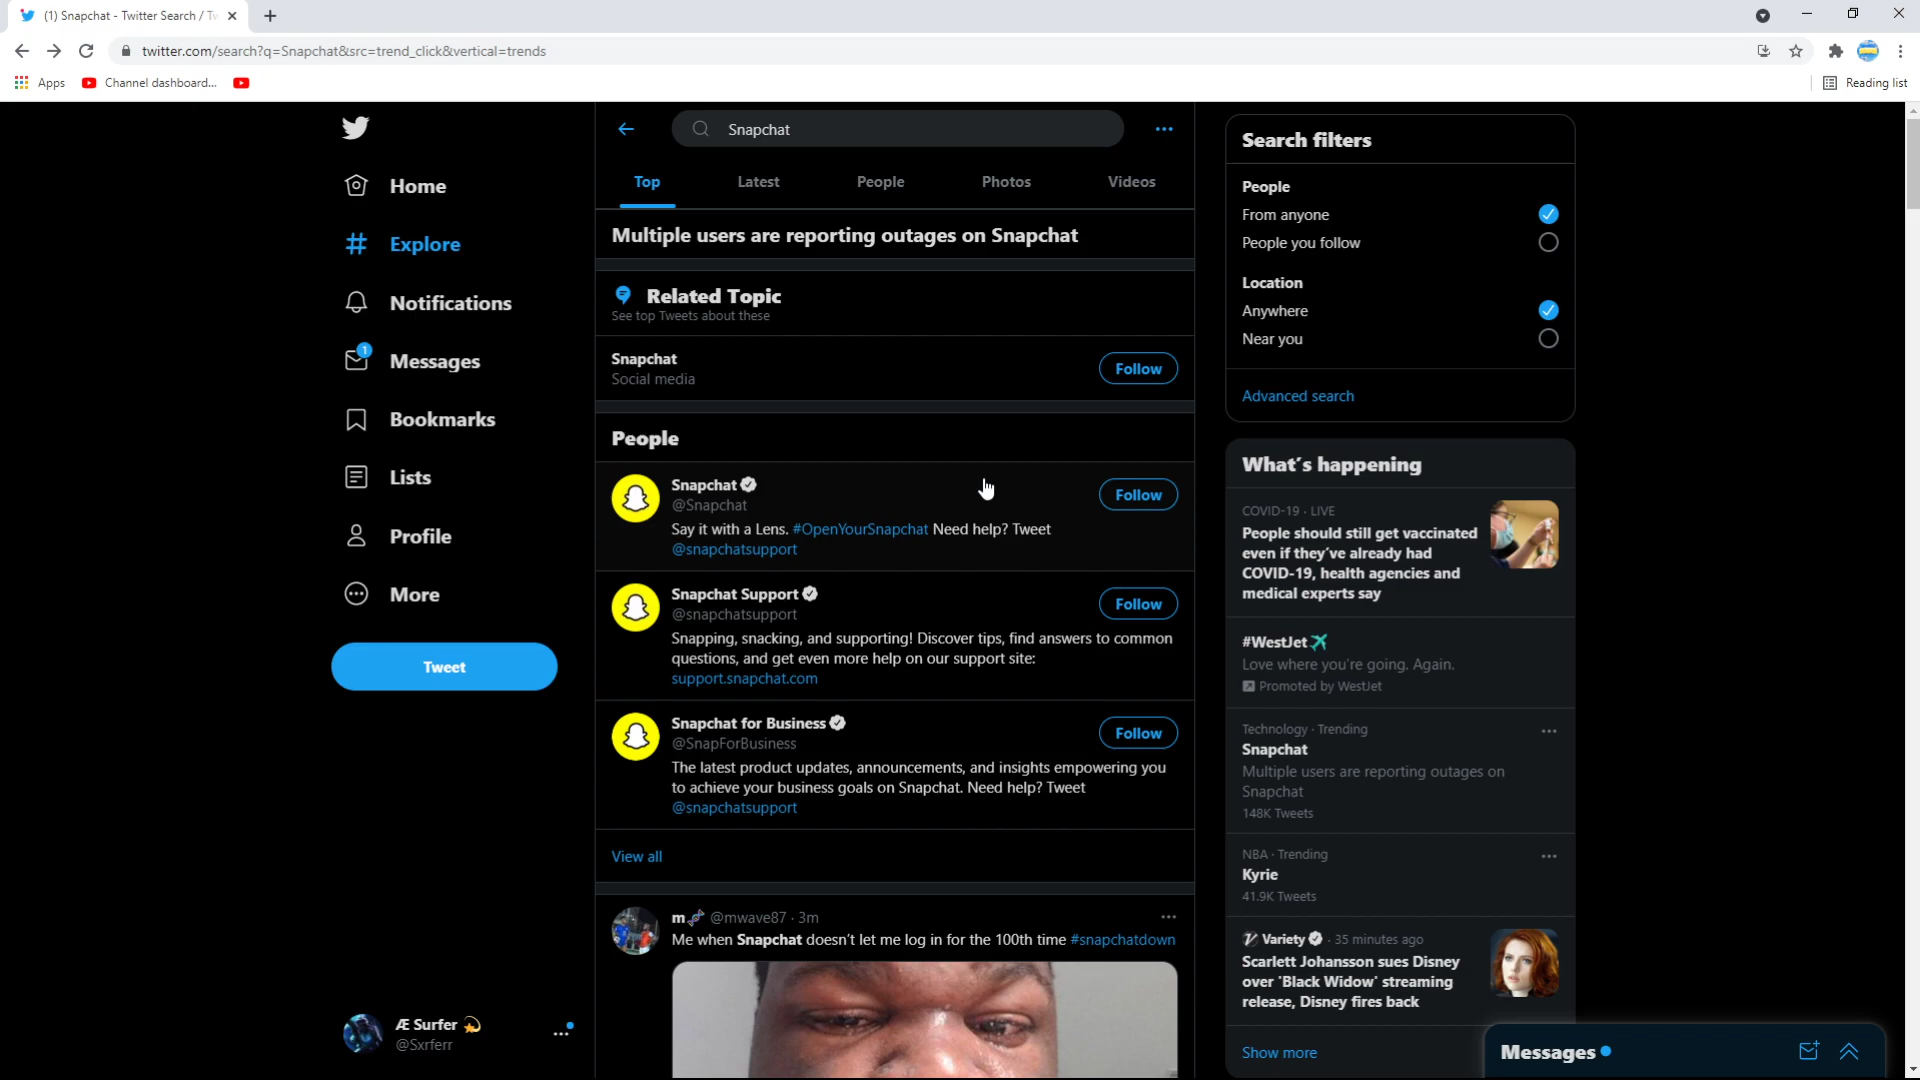 (1) Snapchat - Twitter Search / Tw
twitter.com/search?q=Snapchat&src=trend_click&vertical=trends
Apps
Channel dashboard...
Reading list
Home
Explore
Notifications
1
Messages
Bookmarks
Lists
Profile
More
Tweet
Æ Surfer
@Sxrferr
Snapchat
Top Latest People Photos Videos
Multiple users are reporting outages on Snapchat
Related Topic
See top Tweets about these
Snapchat
Social media
Follow
People
Snapchat
@Snapchat
Follow
Say it with a Lens. #OpenYourSnapchat Need help? Tweet
@snapchatsupport
Snapchat Support
@snapchatsupport
Follow
Snapping, snacking, and supporting! Discover tips, find answers to common
questions, and get even more help on our support site:
support.snapchat.com
Snapchat for Business
@SnapForBusiness
Follow
The latest product updates, announcements, and insights empowering you
to achieve your business goals on Snapchat. Need help? Tweet
@snapchatsupport
View all
m @mwave87 · 3m
Me when Snapchat doesn't let me log in for the 100th time #snapchatdown
Search filters
People
From anyone
People you follow
Location
Anywhere
Near you
Advanced search
What's happening
COVID-19 · LIVE
People should still get vaccinated
even if they've already had
COVID-19, health agencies and
medical experts say
#WestJet
Love where you're going. Again.
Promoted by WestJet
Technology · Trending
Snapchat
Multiple users are reporting outages on
Snapchat
148K Tweets
NBA · Trending
Kyrie
41.9K Tweets
Variety · 35 minutes ago
Scarlett Johansson sues Disney
over 'Black Widow' streaming
release, Disney fires back
Show more
Messages